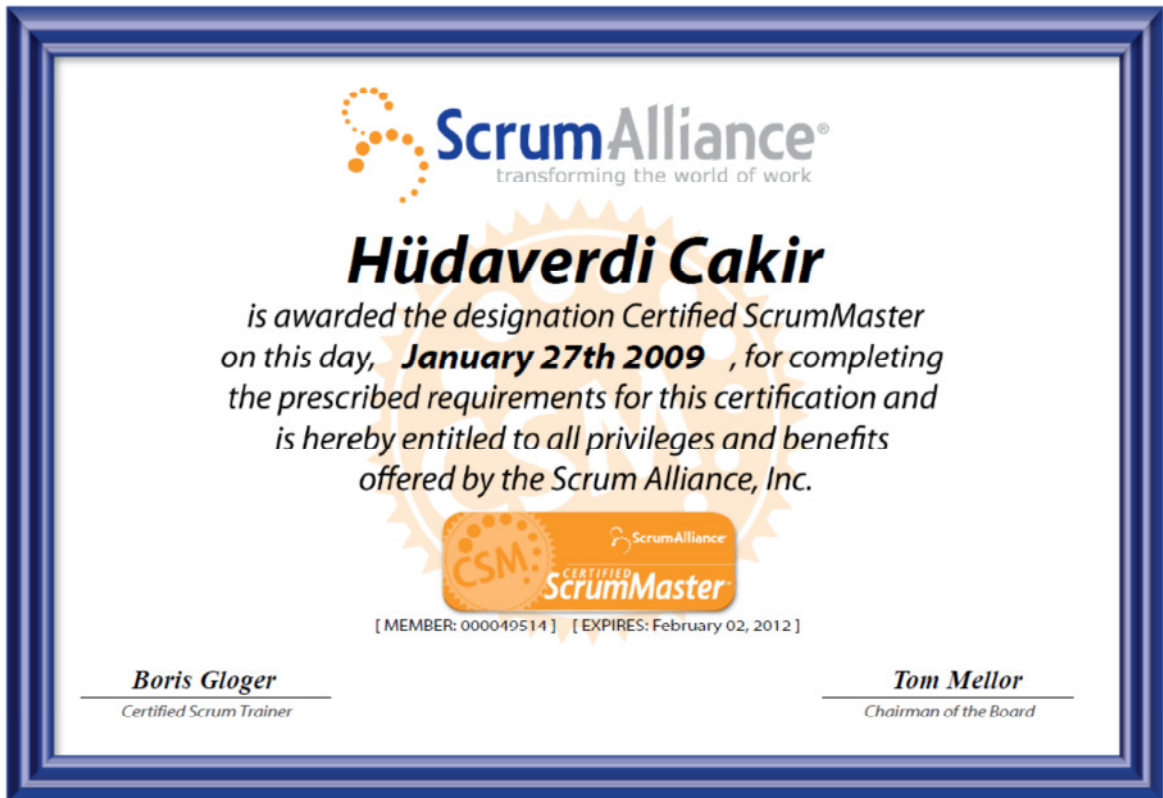 ScrumAlliance®
transforming the world of work
Hüdaverdi Cakir
is awarded the designation Certified ScrumMaster
on this day, January 27th 2009 , for completing
the prescribed requirements for this certification and
is hereby entitled to all privileges and benefits
offered by the Scrum Alliance, Inc.
CSM
ScrumAlliance
CSM
CERTIFIED
ScrumMaster
[ MEMBER: 000049514 ] [ EXPIRES: February 02, 2012 ]
Boris Gloger Tom Mellor
Certified Scrum Trainer Chairman of the Board